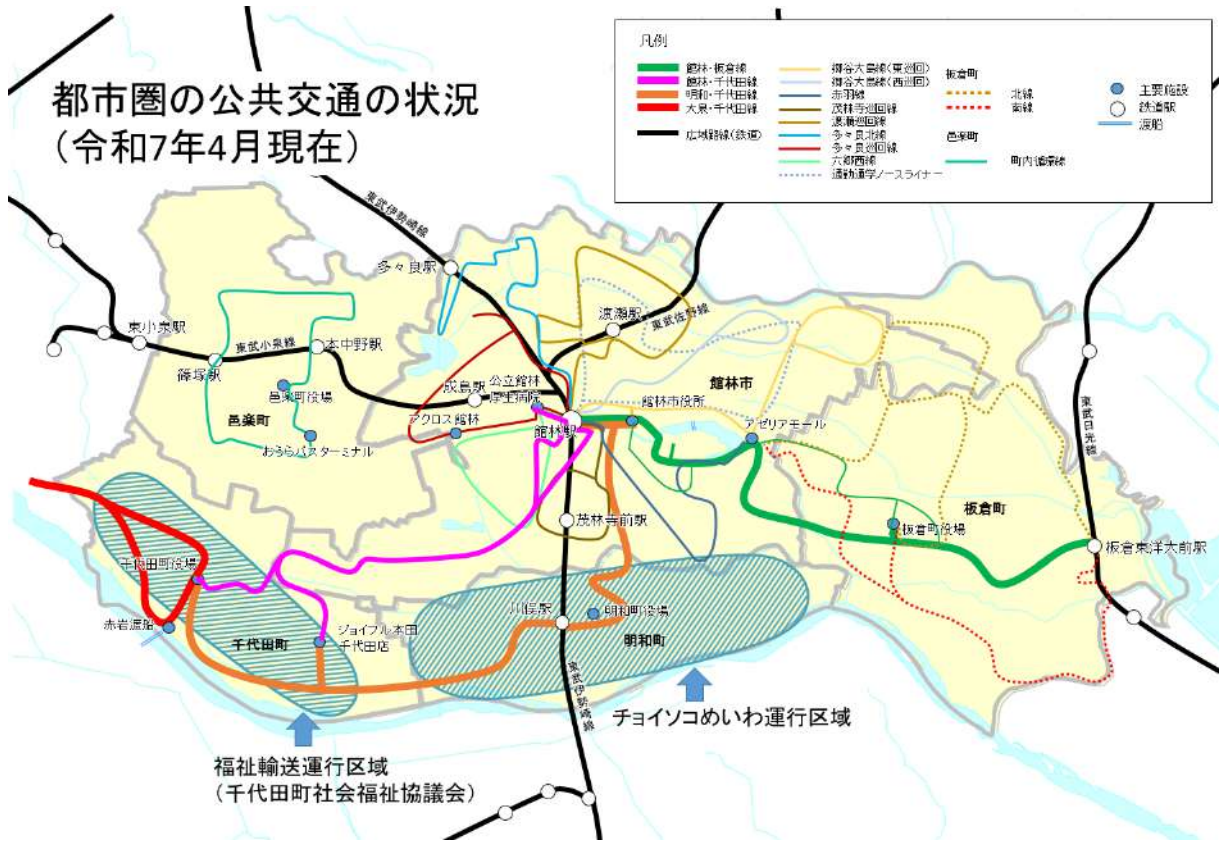 都市圏の公共交通の状況
（令和7年4月現在）
凡例
館林・板倉線
館林・千代田線
明和・千代田線
大泉・千代田線
広域路線（鉄道）
郷谷大島線（東巡回）
郷谷大島線（西巡回）
赤羽線
茂林寺巡回線
渡瀬巡回線
多々良北線
多々良巡回線
六郷西線
通勤通学ノースライナー
板倉町
北線
南線
邑楽町
町内循環線
主要施設
鉄道駅
渡船
東武伊勢崎線
多々良駅
渡瀬駅
東武佐野線
東小泉駅
東武小泉線
本中野駅
篠塚駅
成島駅
公立館林
厚生病院
館林市
邑楽町役場
邑楽町
アクロス館林
館林駅
館林市役所
アゼリアモール
おうらバスターミナル
東武日光線
茂林寺前駅
板倉町
板倉町役場
板倉東洋大前駅
千代田町役場
赤岩渡船
千代田町
ジョイフル本田
千代田店
川俣駅
明和町役場
明和町
東武伊勢崎線
チョイソコめいわ運行区域
福祉輸送運行区域
（千代田町社会福祉協議会）